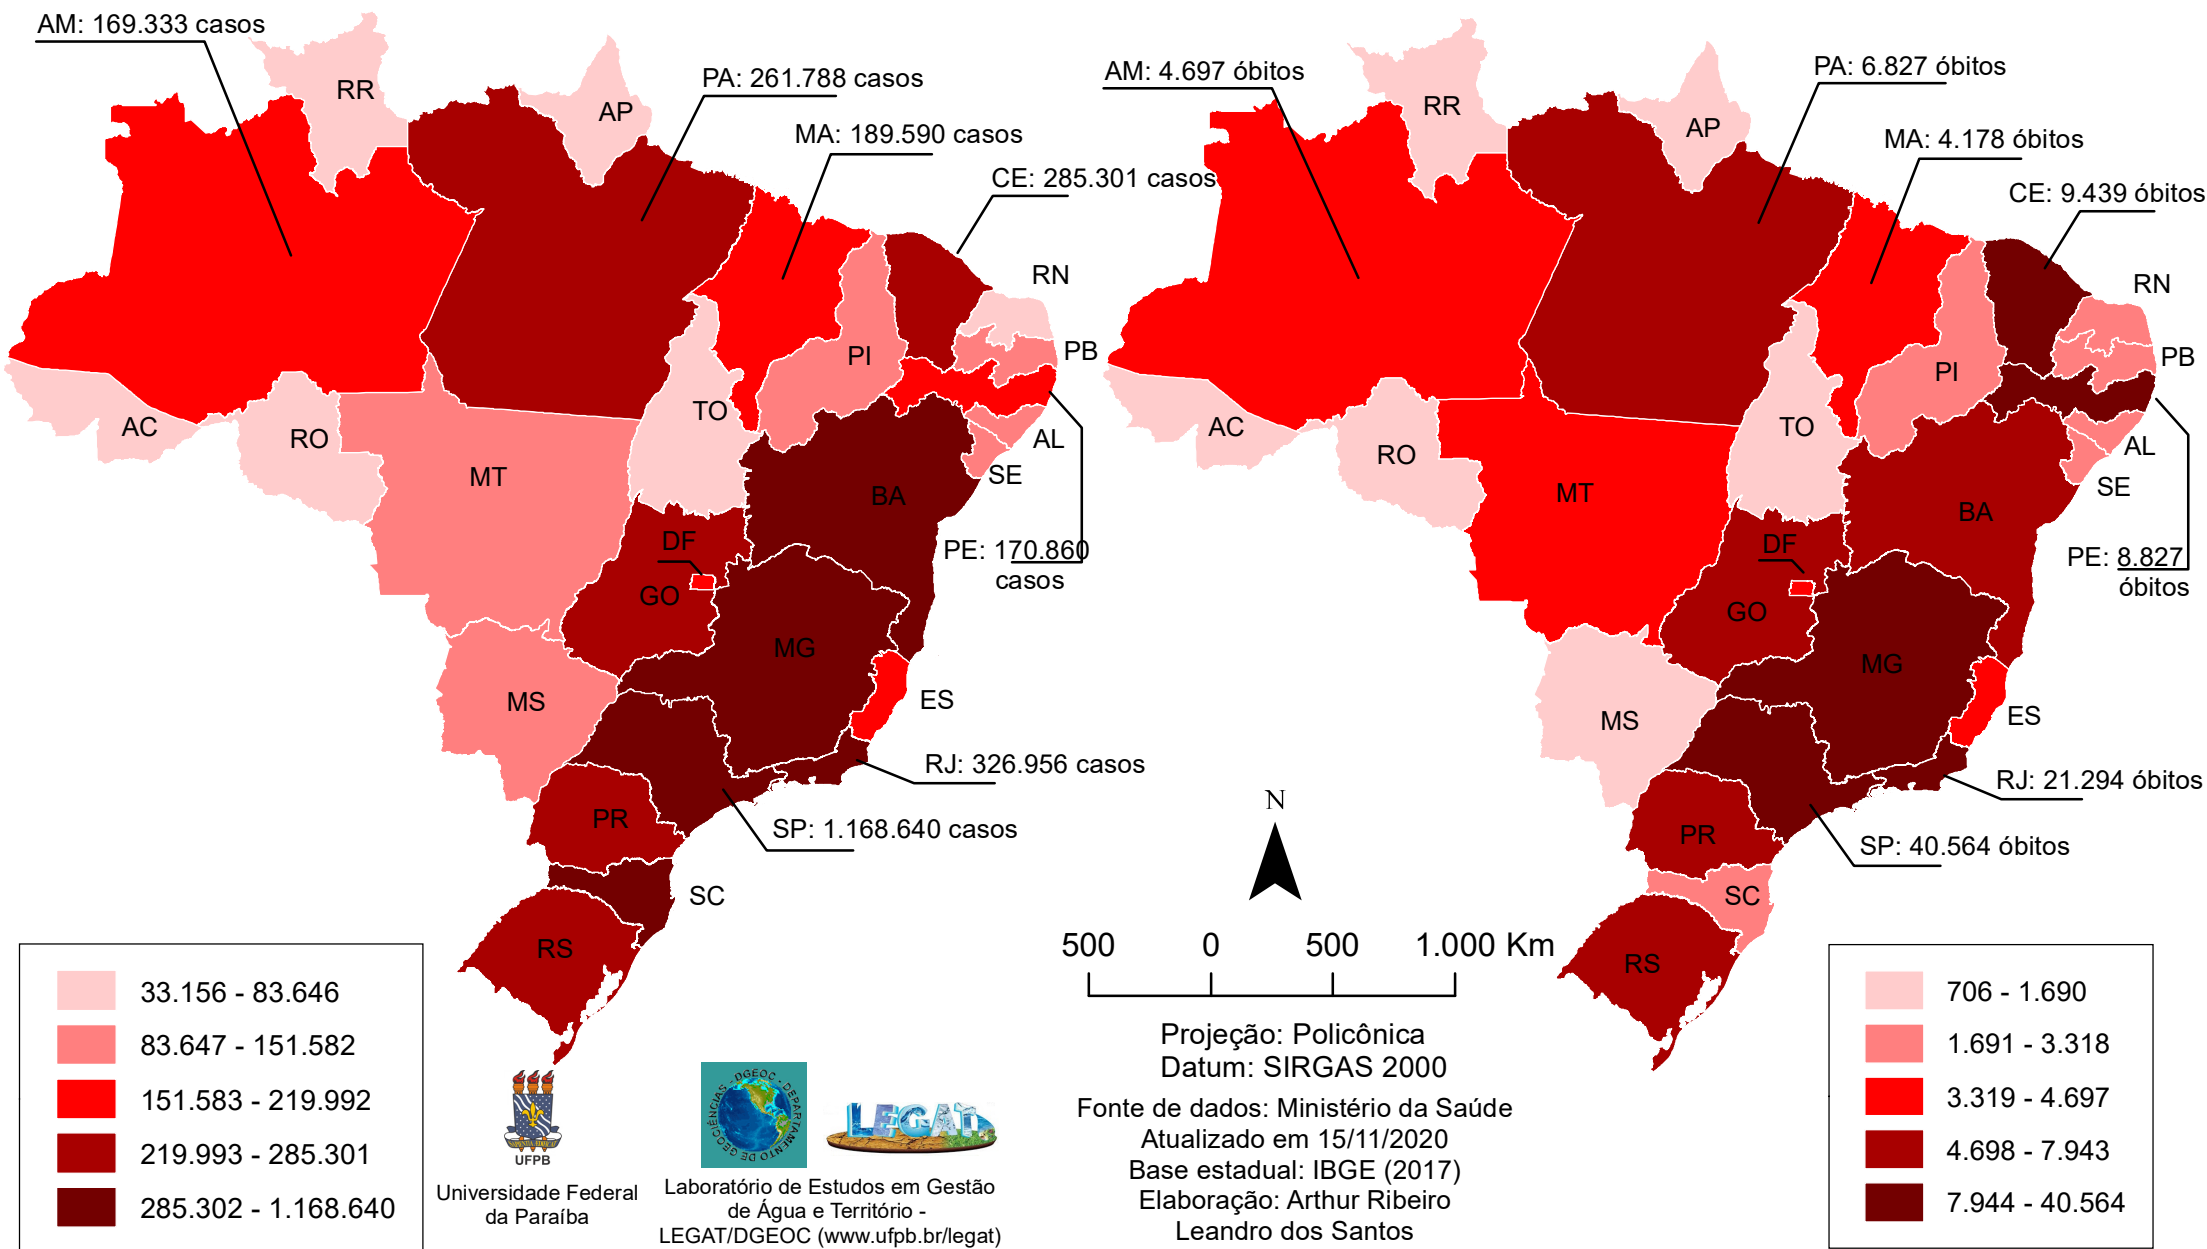 AM: 169.333 casos
RR
AP
PA: 261.788 casos
MA: 189.590 casos
CE: 285.301 casos
RN
PB
PI
TO
AC
RO
MT
AL
SE
BA
DF
PE: 170.860
casos
GO
MG
MS
ES
RJ: 326.956 casos
SP: 1.168.640 casos
PR
SC
RS
33.156 - 83.646
83.647 - 151.582
151.583 - 219.992
219.993 - 285.301
285.302 - 1.168.640
UFPB
Universidade Federal
da Paraíba
DGEOC - DEPARTAMENTO DE GEOCIÊNCIAS
LEGAT
Laboratório de Estudos em Gestão
de Água e Território -
LEGAT/DGEOC (www.ufpb.br/legat)
AM: 4.697 óbitos
RR
AP
PA: 6.827 óbitos
MA: 4.178 óbitos
CE: 9.439 óbitos
RN
PB
PI
TO
AC
RO
MT
AL
SE
BA
DF
PE: 8.827
óbitos
GO
MG
MS
ES
RJ: 21.294 óbitos
SP: 40.564 óbitos
PR
SC
RS
N
500 0 500 1.000 Km
Projeção: Policônica
Datum: SIRGAS 2000
Fonte de dados: Ministério da Saúde
Atualizado em 15/11/2020
Base estadual: IBGE (2017)
Elaboração: Arthur Ribeiro
Leandro dos Santos
706 - 1.690
1.691 - 3.318
3.319 - 4.697
4.698 - 7.943
7.944 - 40.564